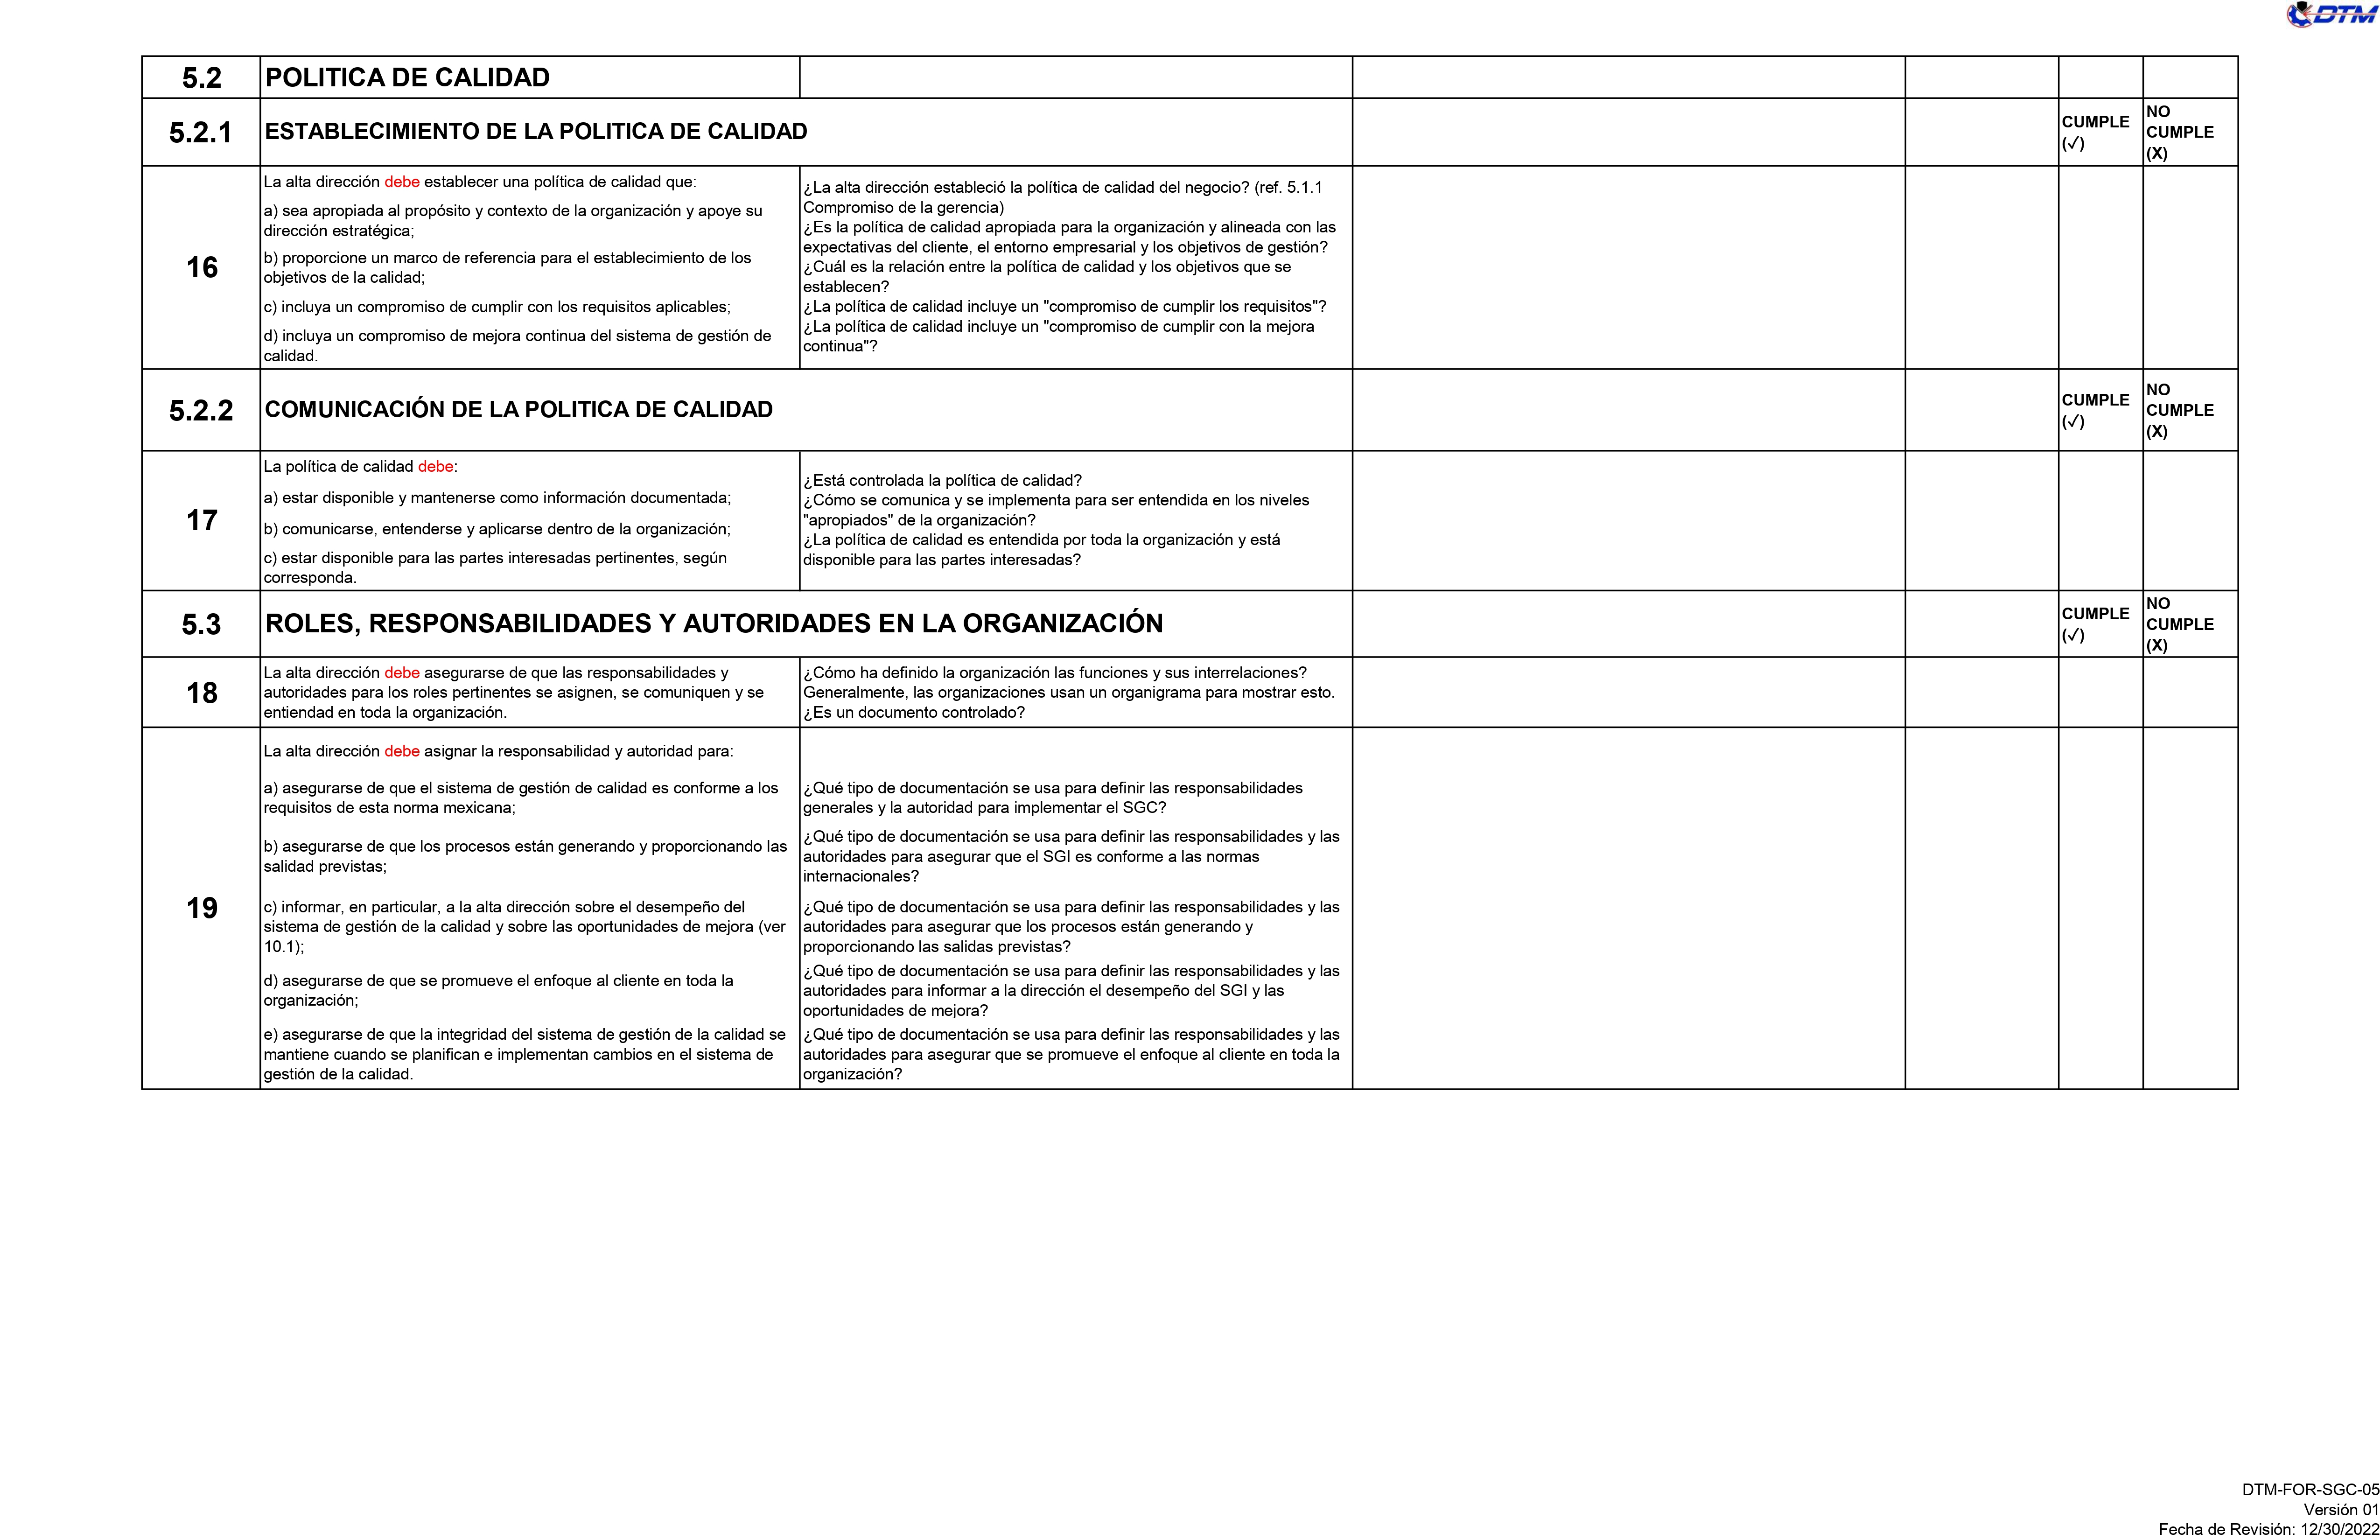 DTM
5.2 POLITICA DE CALIDAD
5.2.1 ESTABLECIMIENTO DE LA POLITICA DE CALIDAD
CUMPLE
(✓)
NO
CUMPLE
(X)
16
La alta dirección debe establecer una política de calidad que:
a) sea apropiada al propósito y contexto de la organización y apoye su
dirección estratégica;
b) proporcione un marco de referencia para el establecimiento de los
objetivos de la calidad;
c) incluya un compromiso de cumplir con los requisitos aplicables;
d) incluya un compromiso de mejora continua del sistema de gestión de
calidad.
¿La alta dirección estableció la política de calidad del negocio? (ref. 5.1.1
Compromiso de la gerencia)
¿Es la política de calidad apropiada para la organización y alineada con las
expectativas del cliente, el entorno empresarial y los objetivos de gestión?
¿Cuál es la relación entre la política de calidad y los objetivos que se
establecen?
¿La política de calidad incluye un "compromiso de cumplir los requisitos"?
¿La política de calidad incluye un "compromiso de cumplir con la mejora
continua"?
5.2.2 COMUNICACIÓN DE LA POLITICA DE CALIDAD
CUMPLE
(✓)
NO
CUMPLE
(X)
17
La política de calidad debe:
a) estar disponible y mantenerse como información documentada;
b) comunicarse, entenderse y aplicarse dentro de la organización;
c) estar disponible para las partes interesadas pertinentes, según
corresponda.
¿Está controlada la política de calidad?
¿Cómo se comunica y se implementa para ser entendida en los niveles
"apropiados" de la organización?
¿La política de calidad es entendida por toda la organización y está
disponible para las partes interesadas?
5.3 ROLES, RESPONSABILIDADES Y AUTORIDADES EN LA ORGANIZACIÓN
CUMPLE
(✓)
NO
CUMPLE
(X)
18
La alta dirección debe asegurarse de que las responsabilidades y
autoridades para los roles pertinentes se asignen, se comuniquen y se
entiendad en toda la organización.
¿Cómo ha definido la organización las funciones y sus interrelaciones?
Generalmente, las organizaciones usan un organigrama para mostrar esto.
¿Es un documento controlado?
19
La alta dirección debe asignar la responsabilidad y autoridad para:
a) asegurarse de que el sistema de gestión de calidad es conforme a los
requisitos de esta norma mexicana;
b) asegurarse de que los procesos están generando y proporcionando las
salidad previstas;
c) informar, en particular, a la alta dirección sobre el desempeño del
sistema de gestión de la calidad y sobre las oportunidades de mejora (ver
10.1);
d) asegurarse de que se promueve el enfoque al cliente en toda la
organización;
e) asegurarse de que la integridad del sistema de gestión de la calidad se
mantiene cuando se planifican e implementan cambios en el sistema de
gestión de la calidad.
¿Qué tipo de documentación se usa para definir las responsabilidades
generales y la autoridad para implementar el SGC?
¿Qué tipo de documentación se usa para definir las responsabilidades y las
autoridades para asegurar que el SGI es conforme a las normas
internacionales?
¿Qué tipo de documentación se usa para definir las responsabilidades y las
autoridades para asegurar que los procesos están generando y
proporcionando las salidas previstas?
¿Qué tipo de documentación se usa para definir las responsabilidades y las
autoridades para informar a la dirección el desempeño del SGI y las
oportunidades de mejora?
¿Qué tipo de documentación se usa para definir las responsabilidades y las
autoridades para asegurar que se promueve el enfoque al cliente en toda la
organización?
DTM-FOR-SGC-05
Versión 01
Fecha de Revisión: 12/30/2022